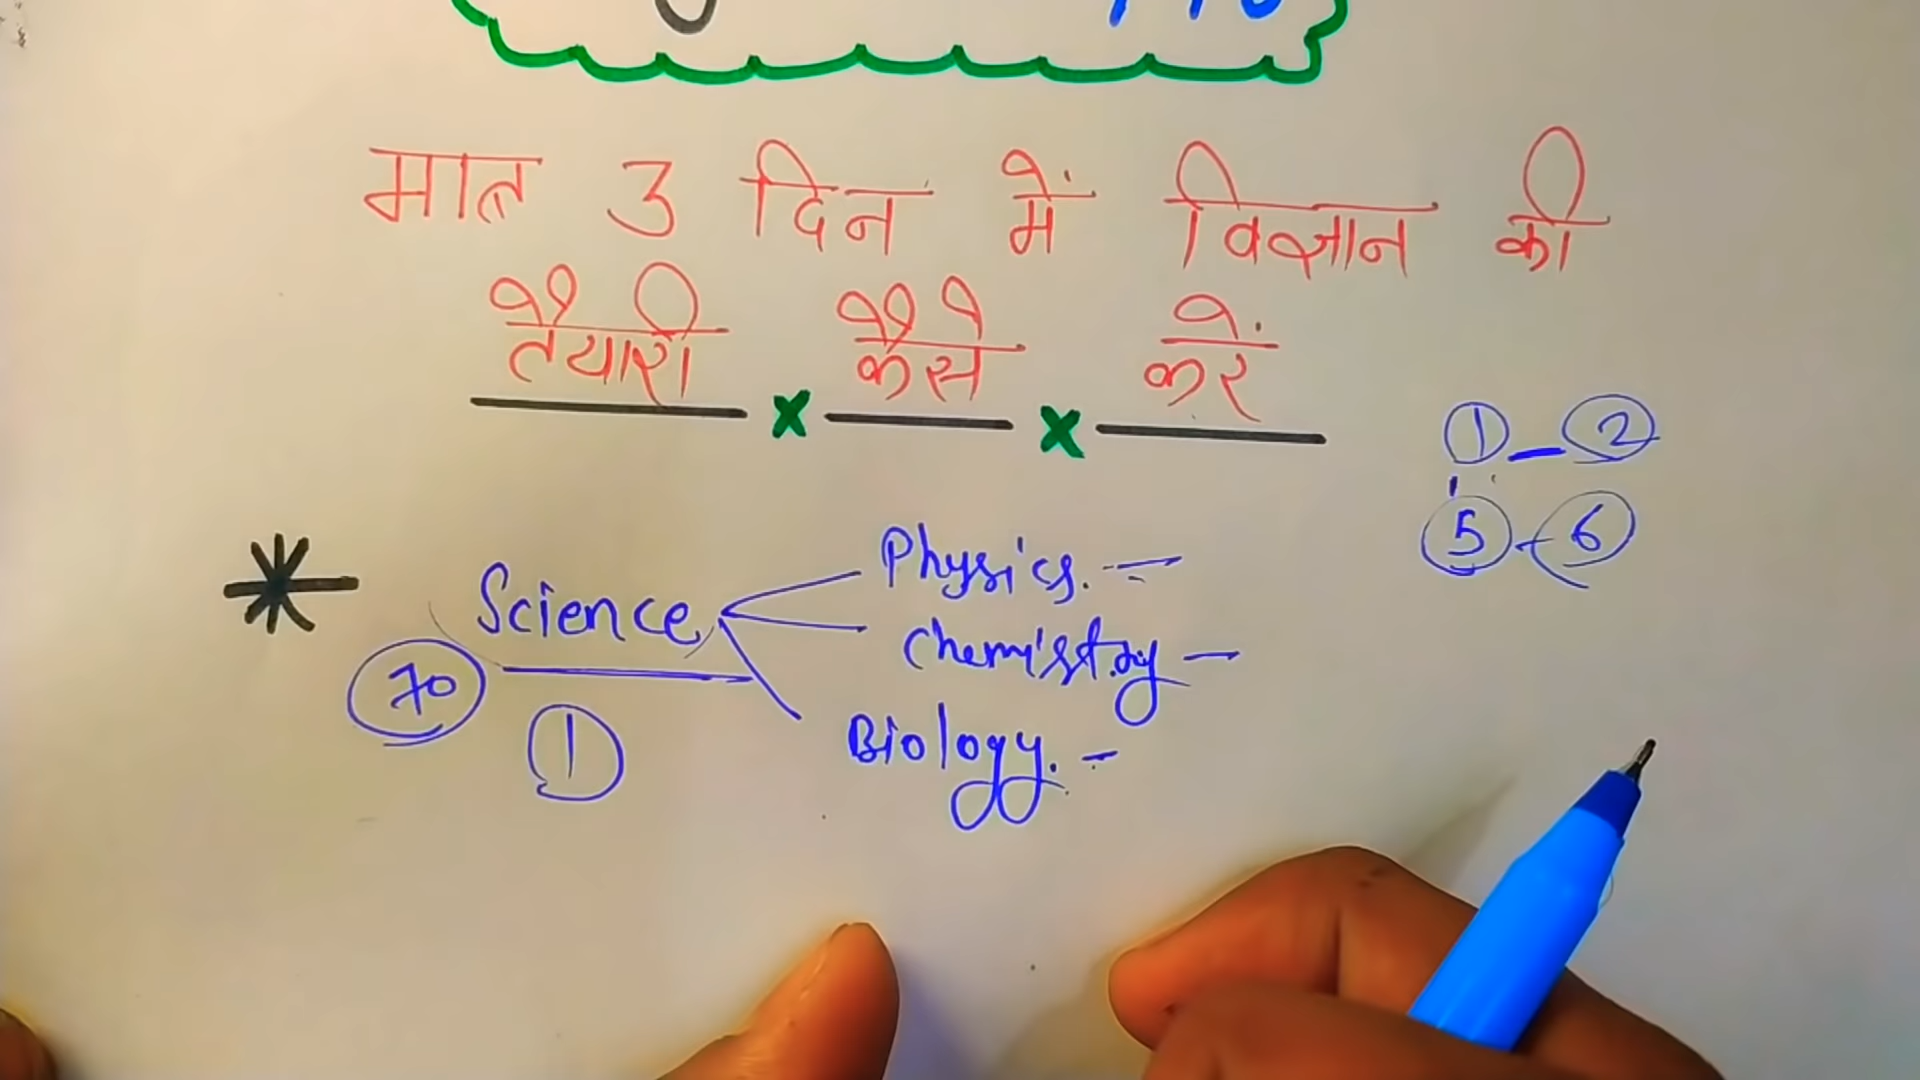 मात्र 3 दिन में विज्ञान की
तैयारी कैसे करें
x x
1 - 2
5 - 6
Science
Physics. -
Chemistry -
Biology. -
70
1